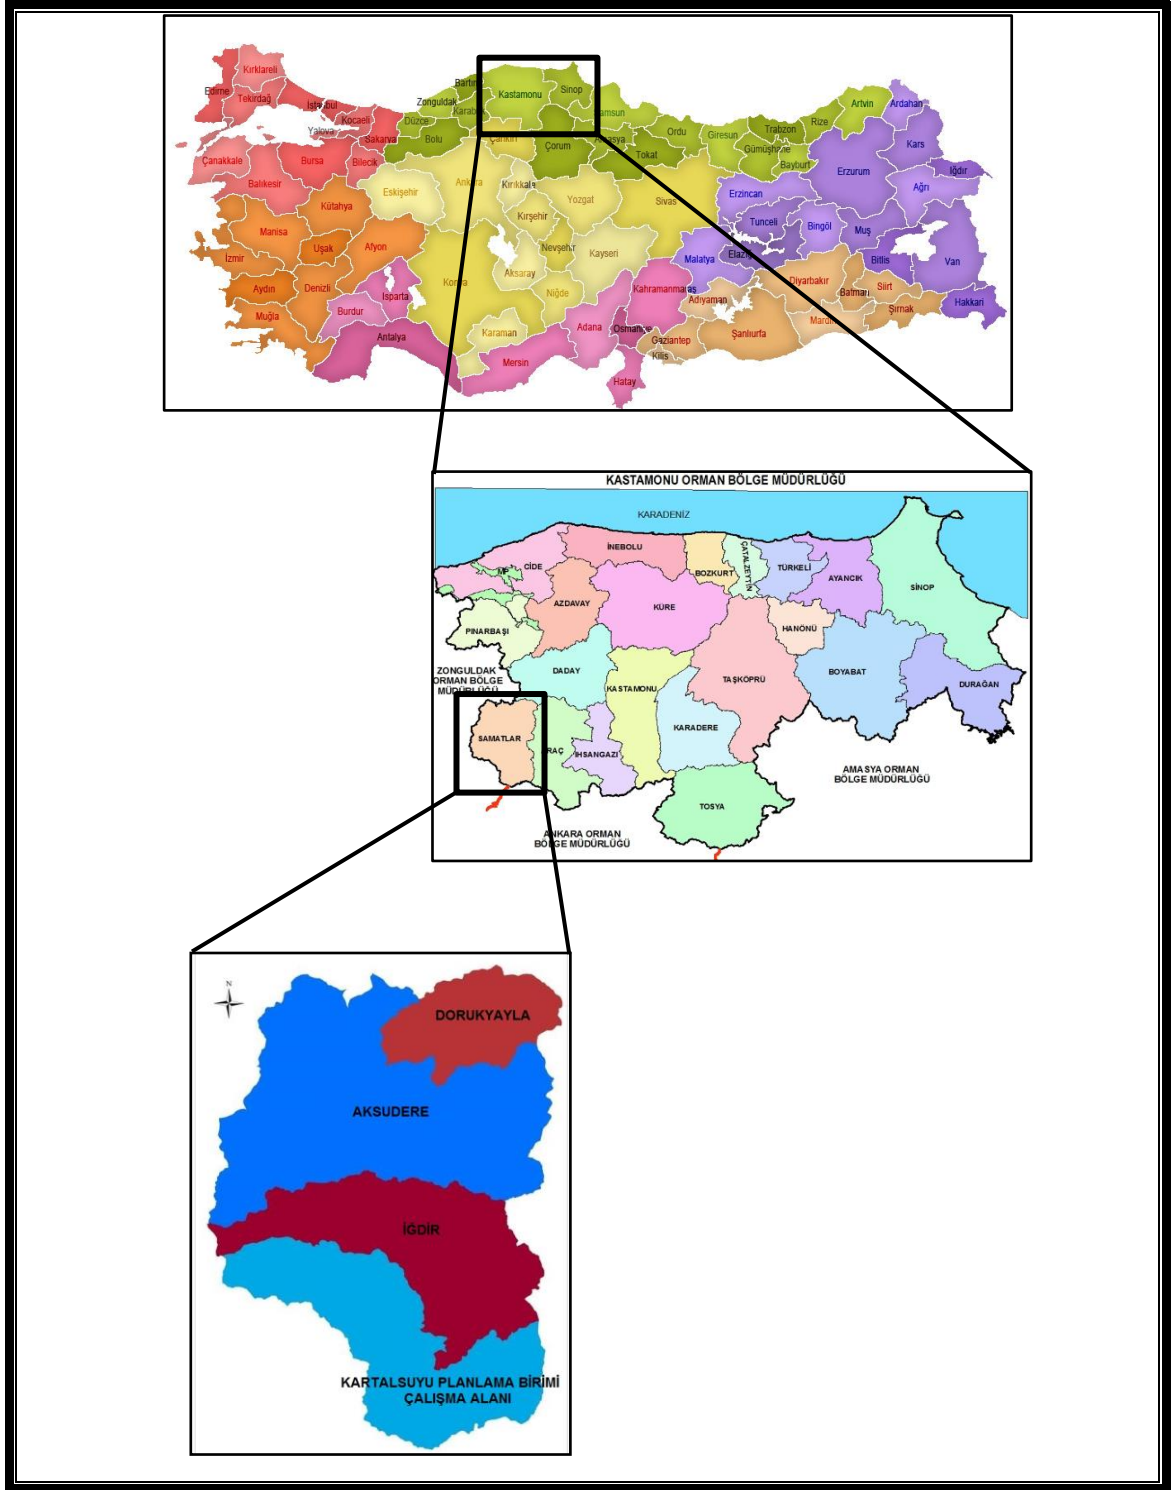 Kırklareli
Edirne
Tekirdağ
İstanbul
Kocaeli
Yalova
Sakarya
Çanakkale
Bursa
Bilecik
Balıkesir
Bartın
Zonguldak
Karabük
Düzce
Bolu
Kastamonu
Sinop
Çankırı
Çorum
Samsun
Amasya
Tokat
Ordu
Giresun
Trabzon
Gümüşhane
Bayburt
Rize
Artvin
Ardahan
Kars
Iğdır
Erzurum
Ağrı
Erzincan
Tunceli
Bingöl
Muş
Elazığ
Malatya
Bitlis
Van
Hakkari
Eskişehir
Ankara
Kırıkkale
Yozgat
Sivas
Kırşehir
Nevşehir
Kayseri
Aksaray
Niğde
Konya
Karaman
Kütahya
Manisa
Uşak
Afyon
İzmir
Aydın
Denizli
Muğla
Isparta
Burdur
Antalya
Mersin
Adana
Osmaniye
Kahramanmaraş
Hatay
Adıyaman
Gaziantep
Kilis
Şanlıurfa
Diyarbakır
Batman
Siirt
Mardin
Şırnak
KASTAMONU ORMAN BÖLGE MÜDÜRLÜĞÜ
KARADENİZ
CİDE
MP
İNEBOLU
BOZKURT
ÇATALZEYTİN
TÜRKELİ
AYANCIK
SİNOP
AZDAVAY
KÜRE
HANÖNÜ
PINARBAŞI
DADAY
KASTAMONU
TAŞKÖPRÜ
BOYABAT
DURAĞAN
ZONGULDAK
ORMAN BÖLGE
MÜDÜRLÜĞÜ
SAMATLAR
ARAÇ
İHSANGAZİ
KARADERE
AMASYA ORMAN
BÖLGE MÜDÜRLÜĞÜ
TOSYA
ANKARA ORMAN
BÖLGE MÜDÜRLÜĞÜ
N
DORUKYAYLA
AKSUDERE
İĞDİR
KARTALSUYU PLANLAMA BİRİMİ
ÇALIŞMA ALANI